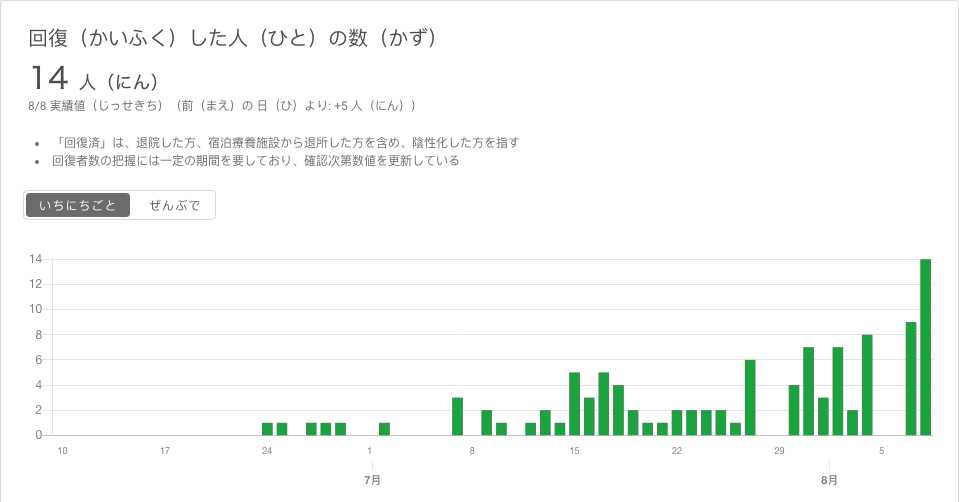 回復（かいふく）した人（ひと）の数（かず）
14 人（にん）
8/8 実績値（じっせきち）（前（まえ）の 日（ひ）より: +5 人（にん））
• 「回復済」は、退院した方、宿泊療養施設から退所した方を含め、陰性化した方を指す
• 回復者数の把握には一定の期間を要しており、確認次第数値を更新している
いちにちごと ぜんぶで
14
12
10
8
6
4
2
0
10 17 24 1 8 15 22 29 5
7月 8月